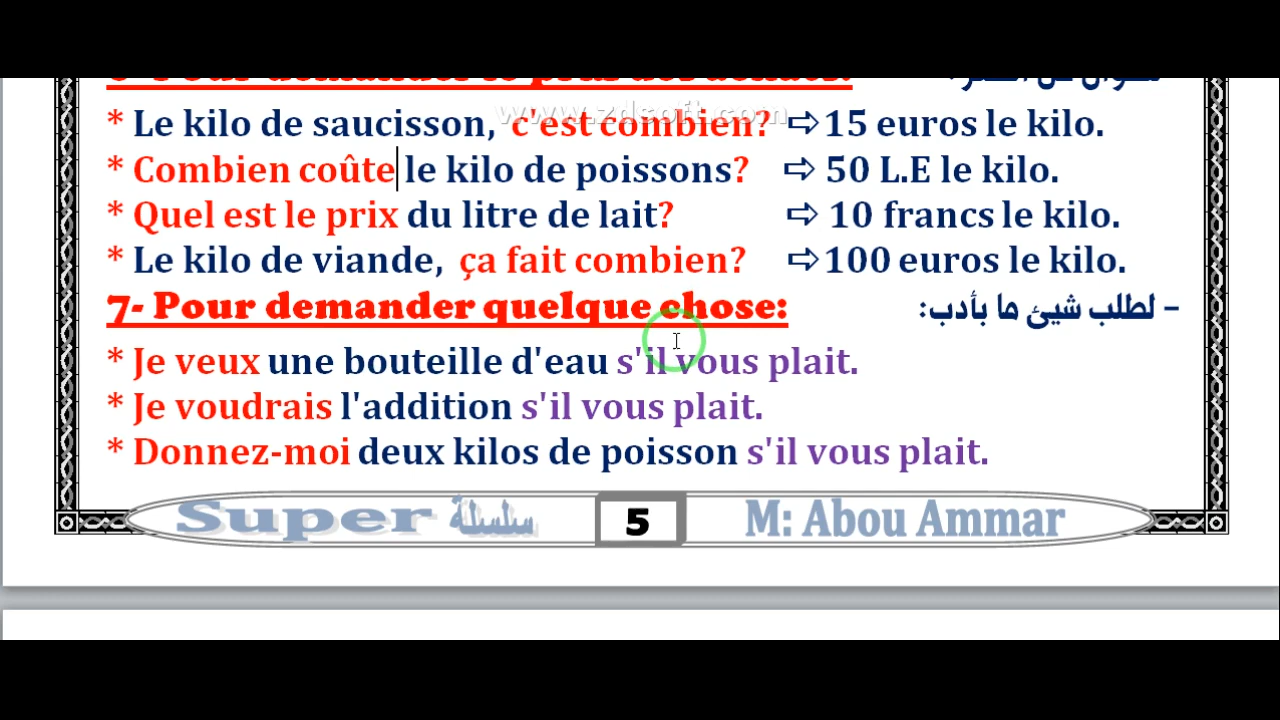 www.zdsoft.com
* Le kilo de saucisson, c'est combien? ⇨15 euros le kilo.
* Combien coûte le kilo de poissons? ⇨ 50 L.E le kilo.
* Quel est le prix du litre de lait? ⇨ 10 francs le kilo.
* Le kilo de viande, ça fait combien? ⇨100 euros le kilo.
7- Pour demander quelque chose: - لطلب شيئ ما بأدب:
* Je veux une bouteille d'eau s'il vous plait.
* Je voudrais l'addition s'il vous plait.
* Donnez-moi deux kilos de poisson s'il vous plait.
Super سلسلة 5 M: Abou Ammar